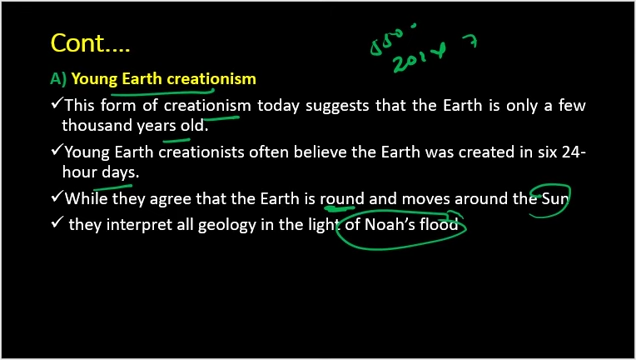 Cont....
A) Young Earth creationism
✓This form of creationism today suggests that the Earth is only a few
thousand years old.
✓Young Earth creationists often believe the Earth was created in six 24-
hour days.
✓While they agree that the Earth is round and moves around the Sun
✓ they interpret all geology in the light of Noah's flood